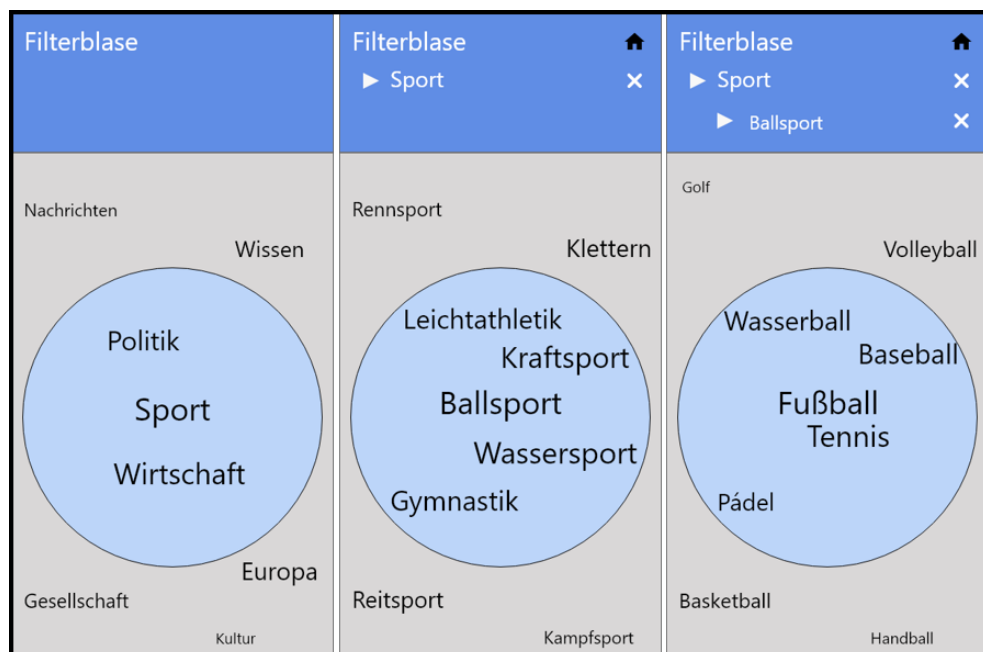 Filterblase
Nachrichten
Wissen
Politik
Sport
Wirtschaft
Europa
Gesellschaft
Kultur
Filterblase
Sport
Rennsport
Klettern
Leichtathletik
Kraftsport
Ballsport
Wassersport
Gymnastik
Reitsport
Kampfsport
Filterblase
Sport
Ballsport
Golf
Volleyball
Wasserball
Baseball
Fußball
Tennis
Pádel
Basketball
Handball